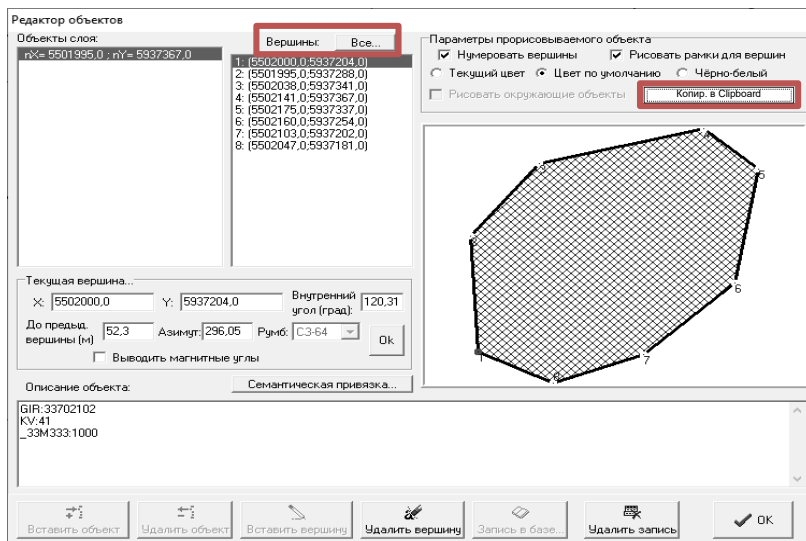 Редактор объектов
Объекты слоя:
nX= 5501995,0 ; nY= 5937367,0
Вершины: Все...
1: (5502000,0;5937204,0)
2: (5501995,0;5937288,0)
3: (5502038,0;5937341,0)
4: (5502141,0;5937367,0)
5: (5502175,0;5937337,0)
6: (5502160,0;5937254,0)
7: (5502103,0;5937202,0)
8: (5502047,0;5937181,0)
Параметры прорисовываемого объекта
Нумеровать вершины Рисовать рамки для вершин
Текущий цвет Цвет по умолчанию Чёрно-белый
Рисовать окружающие объекты Копир. в Clipboard
4
3
5
2
6
1
7
8
Текущая вершина...
X: 5502000,0 Y: 5937204,0 Внутренний угол (град): 120,31
До предыд. вершины (м) 52,3 Азимут: 296,05 Румб: СЗ-64 Ok
Выводить магнитные углы
Описание объекта: Семантическая привязка...
GIR:33702102
KV:41
_33М333:1000
Вставить объект Удалить объект Вставить вершину Удалить вершину Запись в базе... Удалить запись OK